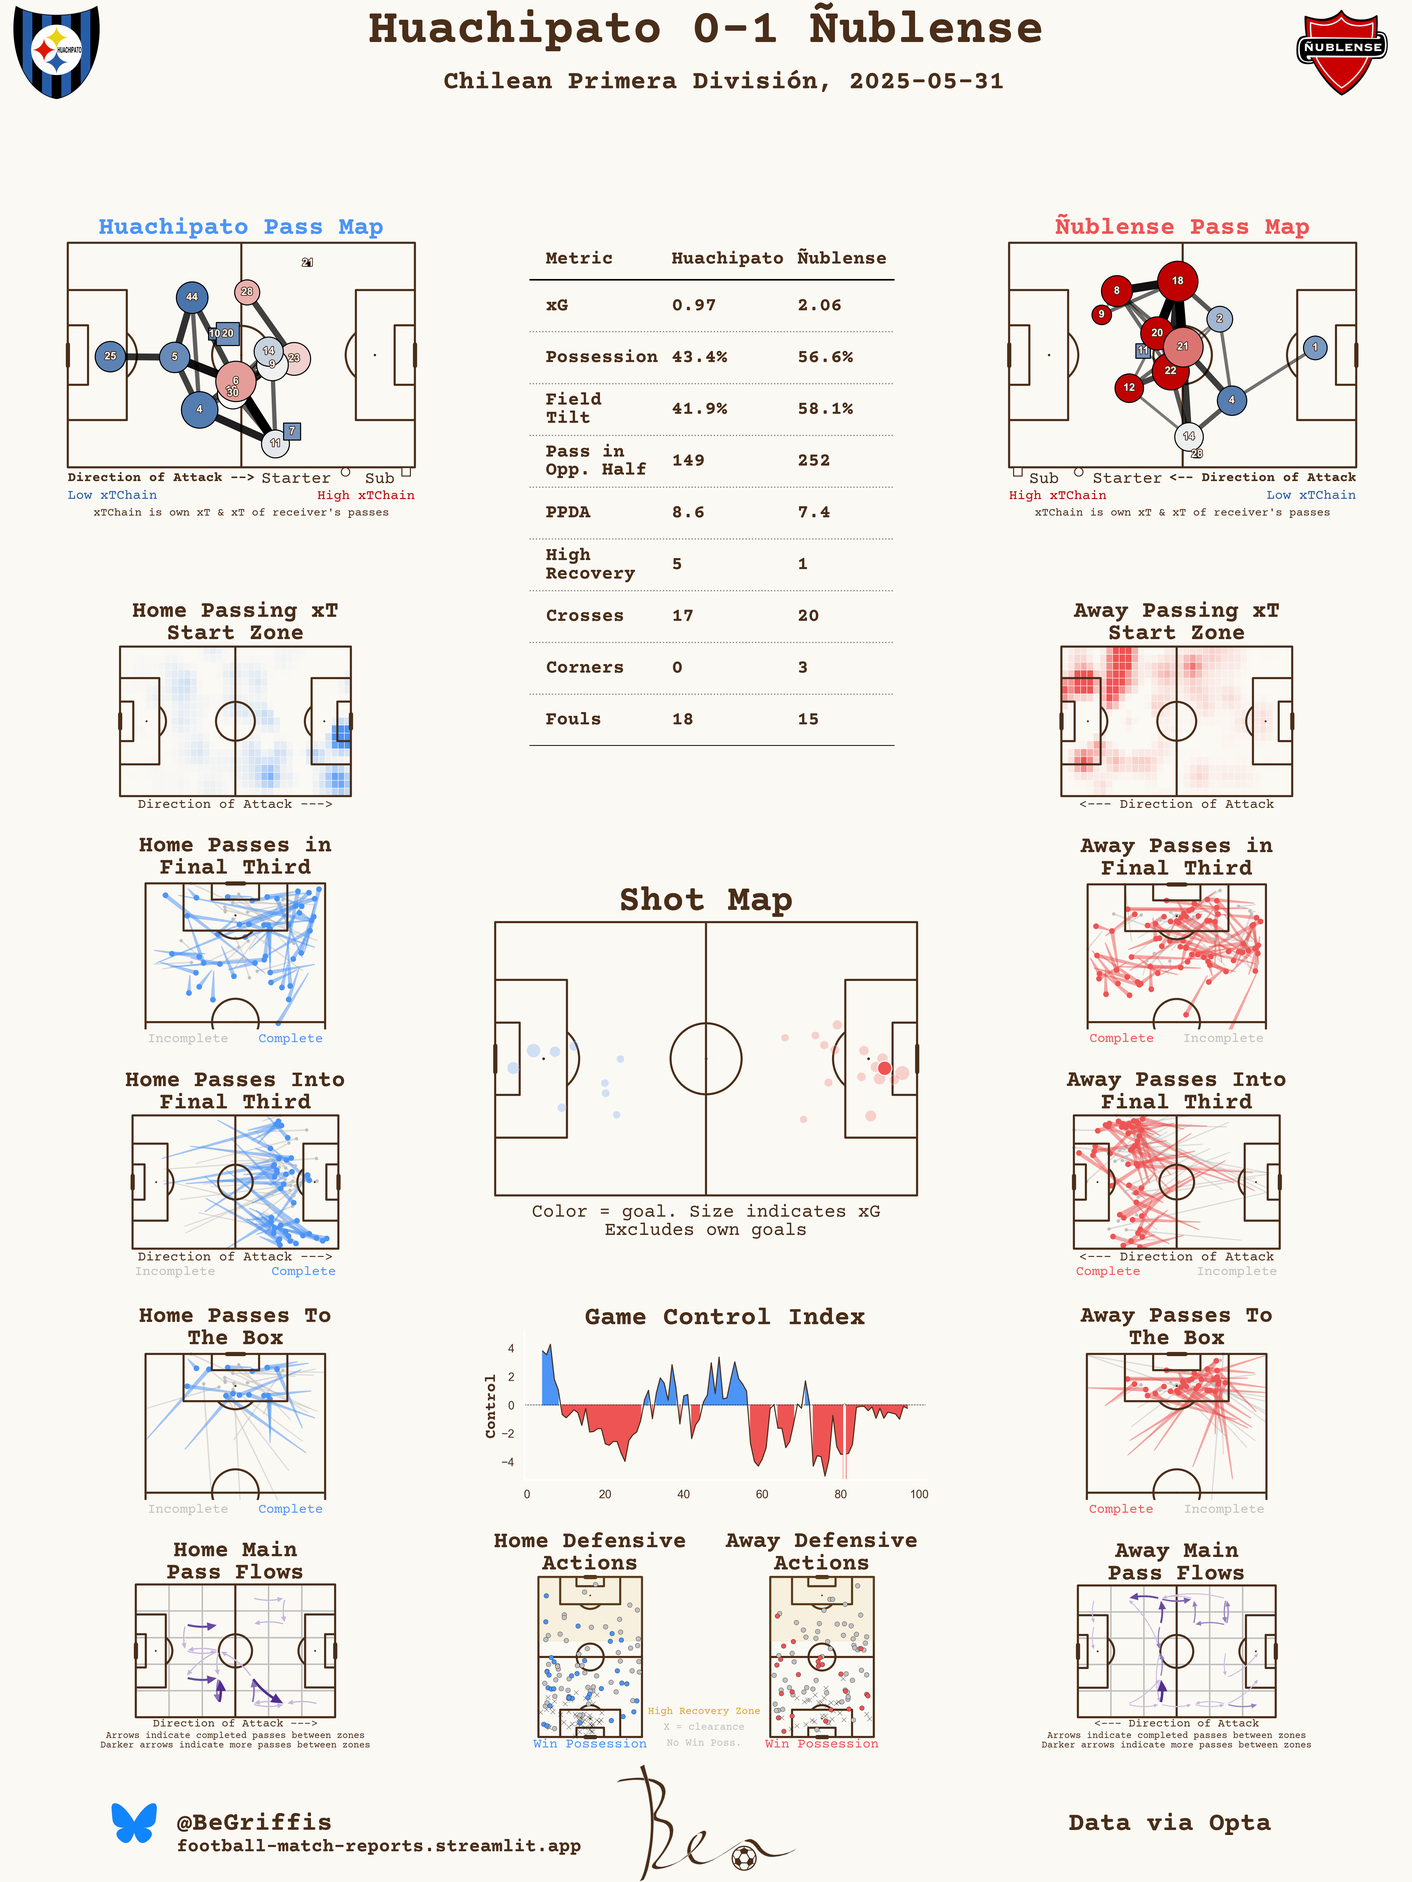 Huachipato 0-1 Ñublense
Chilean Primera División, 2025-05-31
HUACHIPATO
ÑUBLENSE
Huachipato Pass Map
21
44
28
10
20
25
5
14
23
9
6
30
4
11
7
Direction of Attack --> Starter Sub
Low xTChain High xTChain
xTChain is own xT & xT of receiver's passes
Metric Huachipato Ñublense
xG 0.97 2.06
Possession 43.4% 56.6%
Field
Tilt 41.9% 58.1%
Pass in
Opp. Half 149 252
PPDA 8.6 7.4
High
Recovery 5 1
Crosses 17 20
Corners 0 3
Fouls 18 15
Ñublense Pass Map
18
8
9
2
20
21
11
1
22
12
4
14
28
Sub Starter <-- Direction of Attack
High xTChain Low xTChain
xTChain is own xT & xT of receiver's passes
Home Passing xT
Start Zone
Direction of Attack --->
Away Passing xT
Start Zone
<--- Direction of Attack
Home Passes in
Final Third
Incomplete Complete
Away Passes in
Final Third
Complete Incomplete
Shot Map
Color = goal. Size indicates xG
Excludes own goals
Home Passes Into
Final Third
Direction of Attack --->
Incomplete Complete
Away Passes Into
Final Third
<--- Direction of Attack
Complete Incomplete
Home Passes To
The Box
Incomplete Complete
Game Control Index
Control
4
2
0
−2
−4
0 20 40 60 80 100
Away Passes To
The Box
Complete Incomplete
Home Main
Pass Flows
Direction of Attack --->
Arrows indicate completed passes between zones
Darker arrows indicate more passes between zones
Home Defensive
Actions
Win Possession
Away Defensive
Actions
Win Possession
High Recovery Zone
X = clearance
No Win Poss.
Away Main
Pass Flows
<--- Direction of Attack
Arrows indicate completed passes between zones
Darker arrows indicate more passes between zones
@BeGriffis
football-match-reports.streamlit.app
Ben
Data via Opta